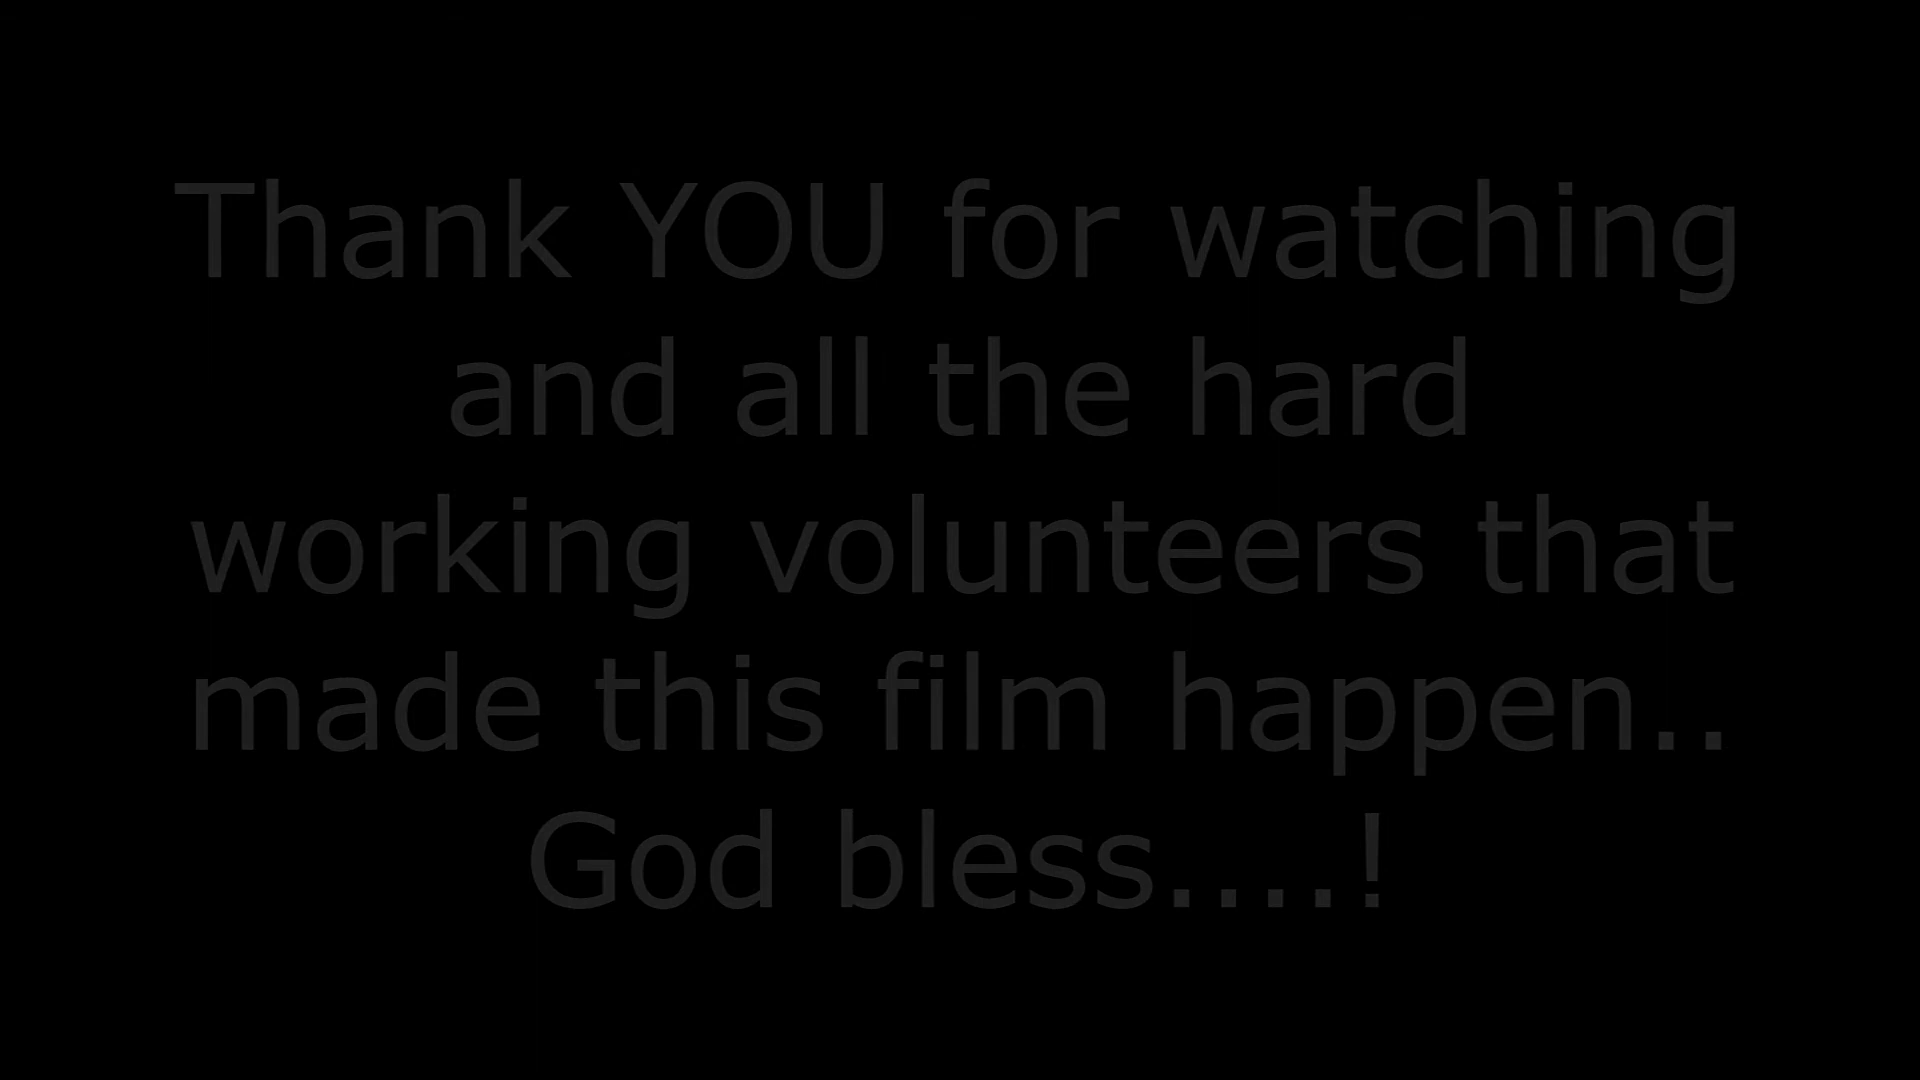 Thank YOU for watching
and all the hard
working volunteers that
made this film happen..
God bless....!